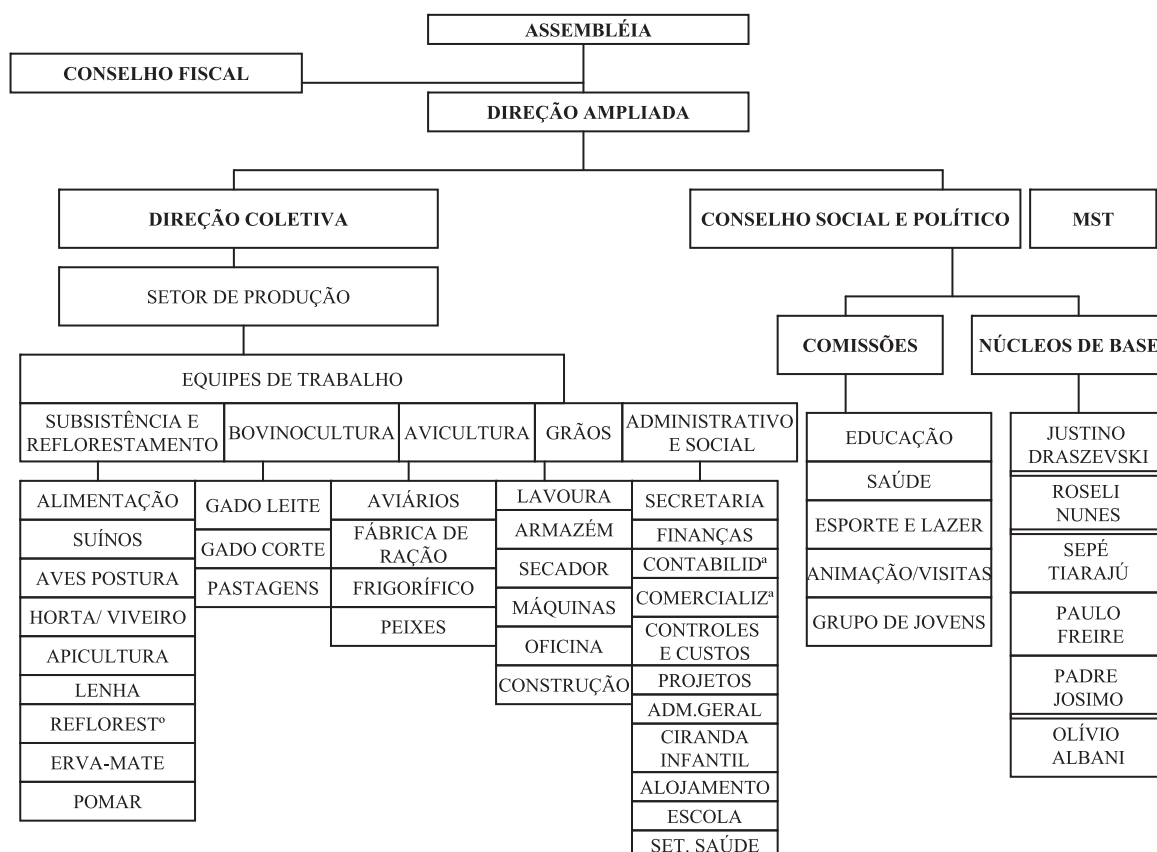 ASSEMBLÉIA
CONSELHO FISCAL
DIREÇÃO AMPLIADA
DIREÇÃO COLETIVA
CONSELHO SOCIAL E POLÍTICO
MST
SETOR DE PRODUÇÃO
COMISSÕES
NÚCLEOS DE BASE
EQUIPES DE TRABALHO
SUBSISTÊNCIA E
REFLORESTAMENTO
BOVINOCULTURA
AVICULTURA
GRÃOS
ADMINISTRATIVO
E SOCIAL
ALIMENTAÇÃO
SUÍNOS
AVES POSTURA
HORTA/ VIVEIRO
APICULTURA
LENHA
REFLORESTº
ERVA-MATE
POMAR
GADO LEITE
GADO CORTE
PASTAGENS
AVIÁRIOS
FÁBRICA DE
RAÇÃO
FRIGORÍFICO
PEIXES
LAVOURA
ARMAZÉM
SECADOR
MÁQUINAS
OFICINA
CONSTRUÇÃO
SECRETARIA
FINANÇAS
CONTABILIDª
COMERCIALIZª
CONTROLES
E CUSTOS
PROJETOS
ADM.GERAL
CIRANDA
INFANTIL
ALOJAMENTO
ESCOLA
SET. SAÚDE
EDUCAÇÃO
SAÚDE
ESPORTE E LAZER
ANIMAÇÃO/VISITAS
GRUPO DE JOVENS
JUSTINO
DRASZEVSKI
ROSELI
NUNES
SEPÉ
TIARAJÚ
PAULO
FREIRE
PADRE
JOSIMO
OLÍVIO
ALBANI